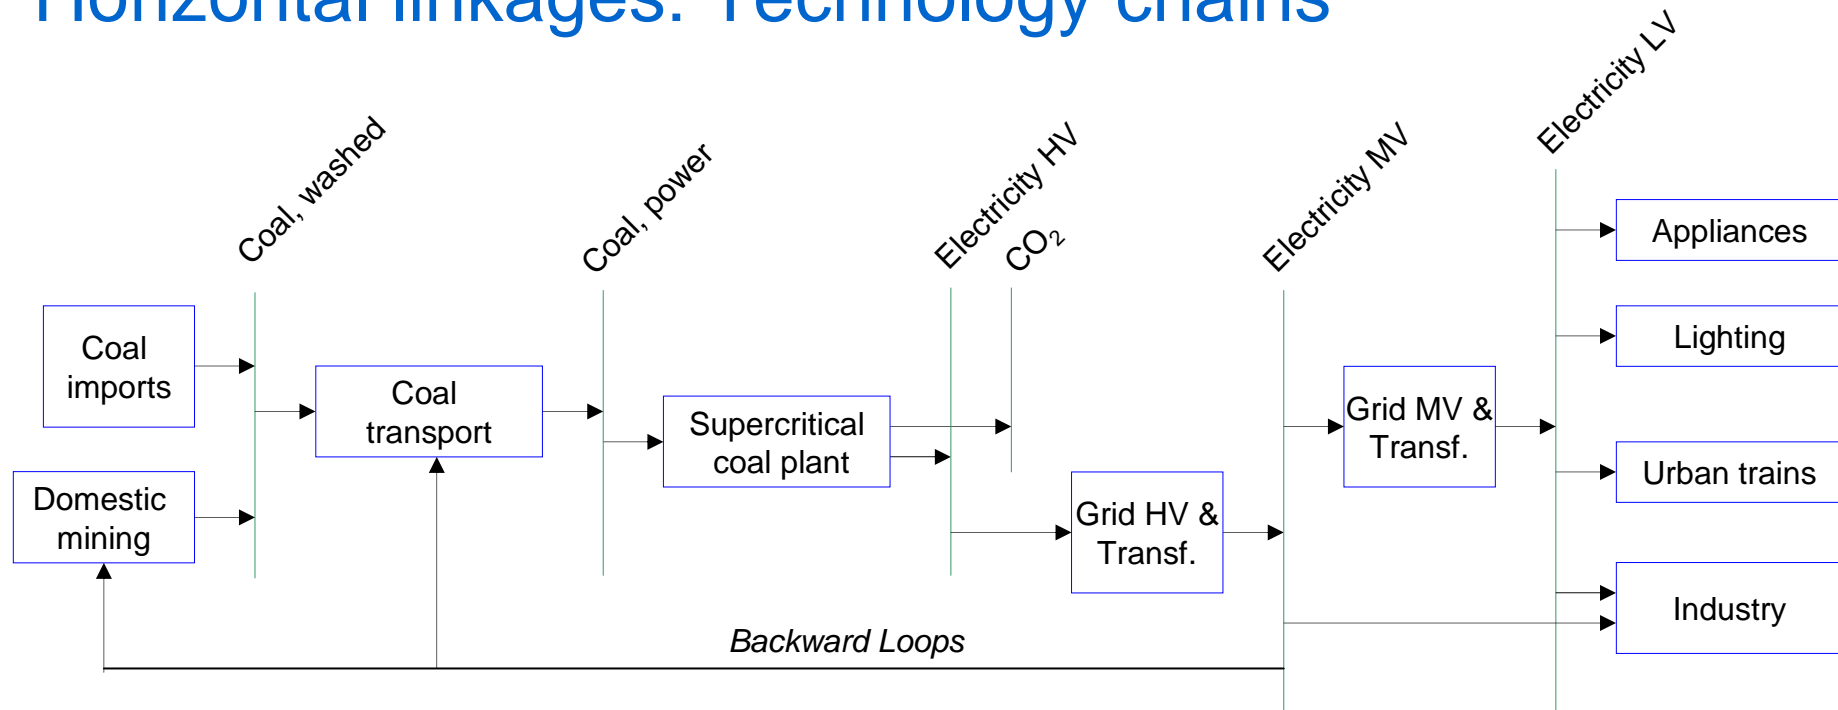 Horizontal linkages: Technology chains
Electricity LV
Coal, washed
Coal, power
Electricity HV
CO₂
Electricity MV
Appliances
Coal
imports
Lighting
Coal
transport
Supercritical
coal plant
Grid MV &
Transf.
Urban trains
Domestic
mining
Grid HV &
Transf.
Industry
Backward Loops